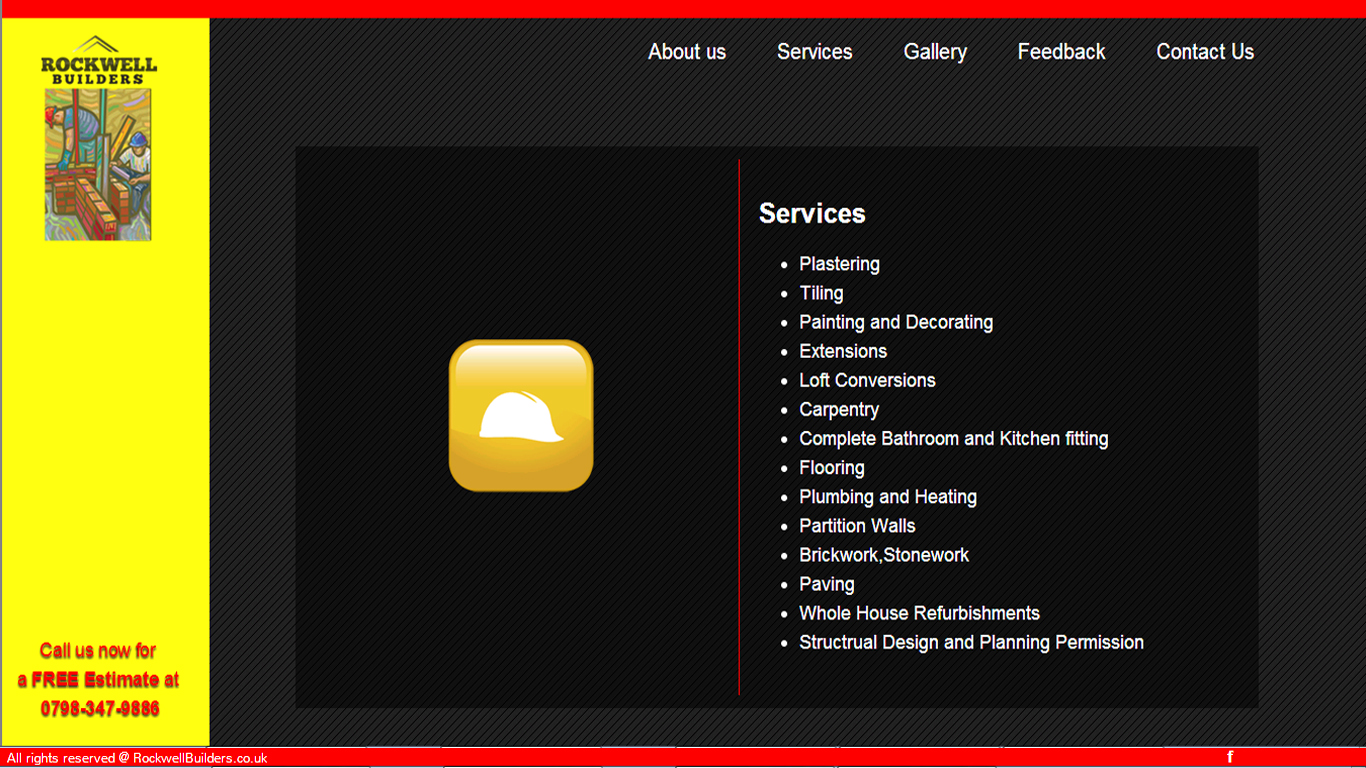 ROCKWELL
BUILDERS
About us Services Gallery Feedback Contact Us
Services
Plastering
Tiling
Painting and Decorating
Extensions
Loft Conversions
Carpentry
Complete Bathroom and Kitchen fitting
Flooring
Plumbing and Heating
Partition Walls
Brickwork,Stonework
Paving
Whole House Refurbishments
Structrual Design and Planning Permission
Call us now for
a FREE Estimate at
0798-347-9886
All rights reserved @ RockwellBuilders.co.uk f